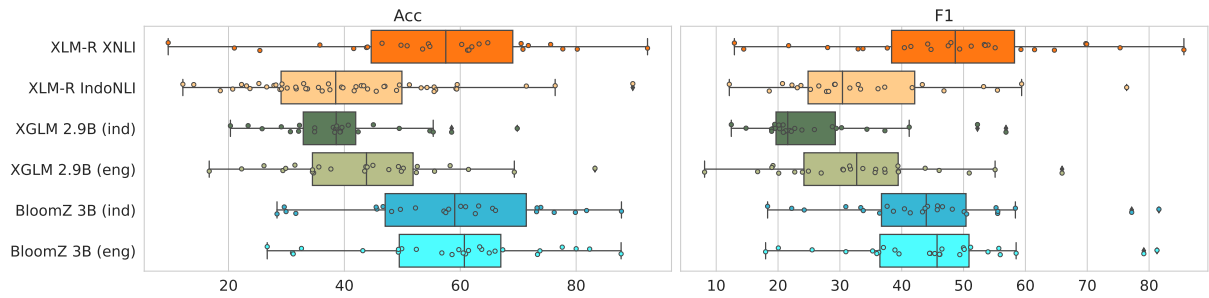 Acc
F1
XLM-R XNLI
XLM-R IndoNLI
XGLM 2.9B (ind)
XGLM 2.9B (eng)
BloomZ 3B (ind)
BloomZ 3B (eng)
20 40 60 80
10 20 30 40 50 60 70 80